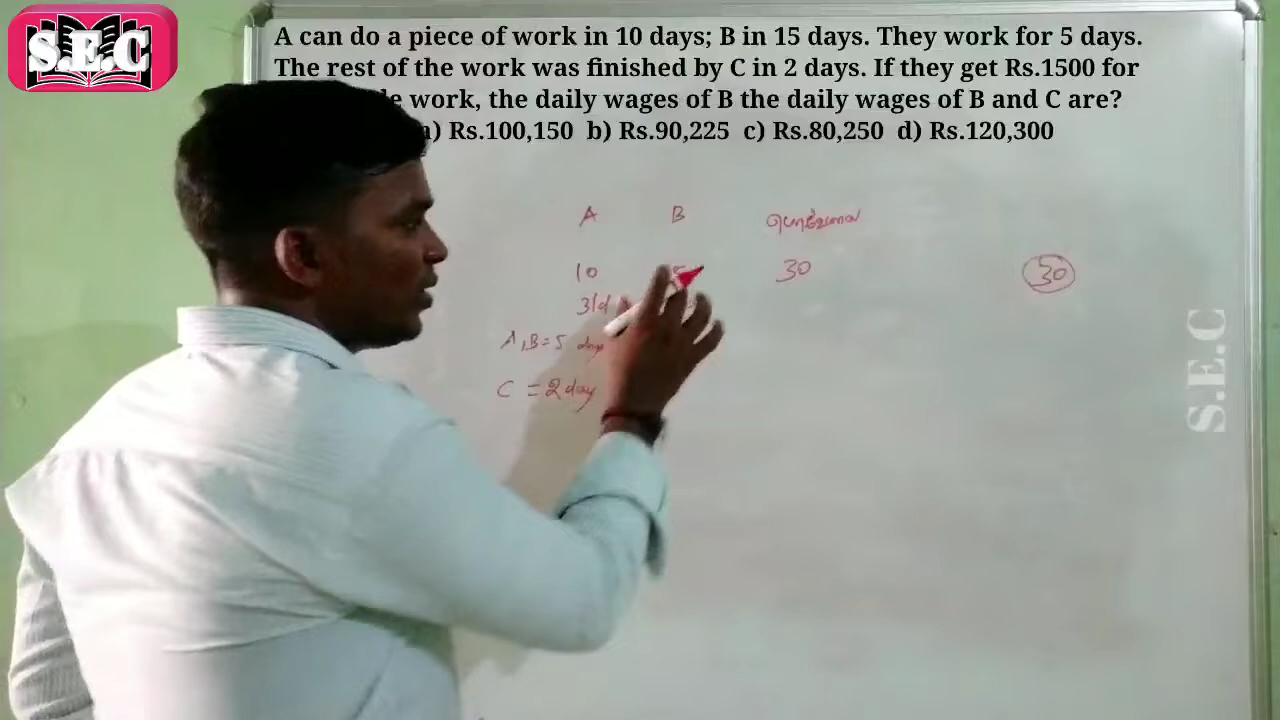 S.E.C
A can do a piece of work in 10 days; B in 15 days. They work for 5 days.
The rest of the work was finished by C in 2 days. If they get Rs.1500 for
work, the daily wages of B the daily wages of B and C are?
a) Rs.100,150 b) Rs.90,225 c) Rs.80,250 d) Rs.120,300
A B
10 30 30
3/d
A,B=5 days
C = 2 day
S.E.C